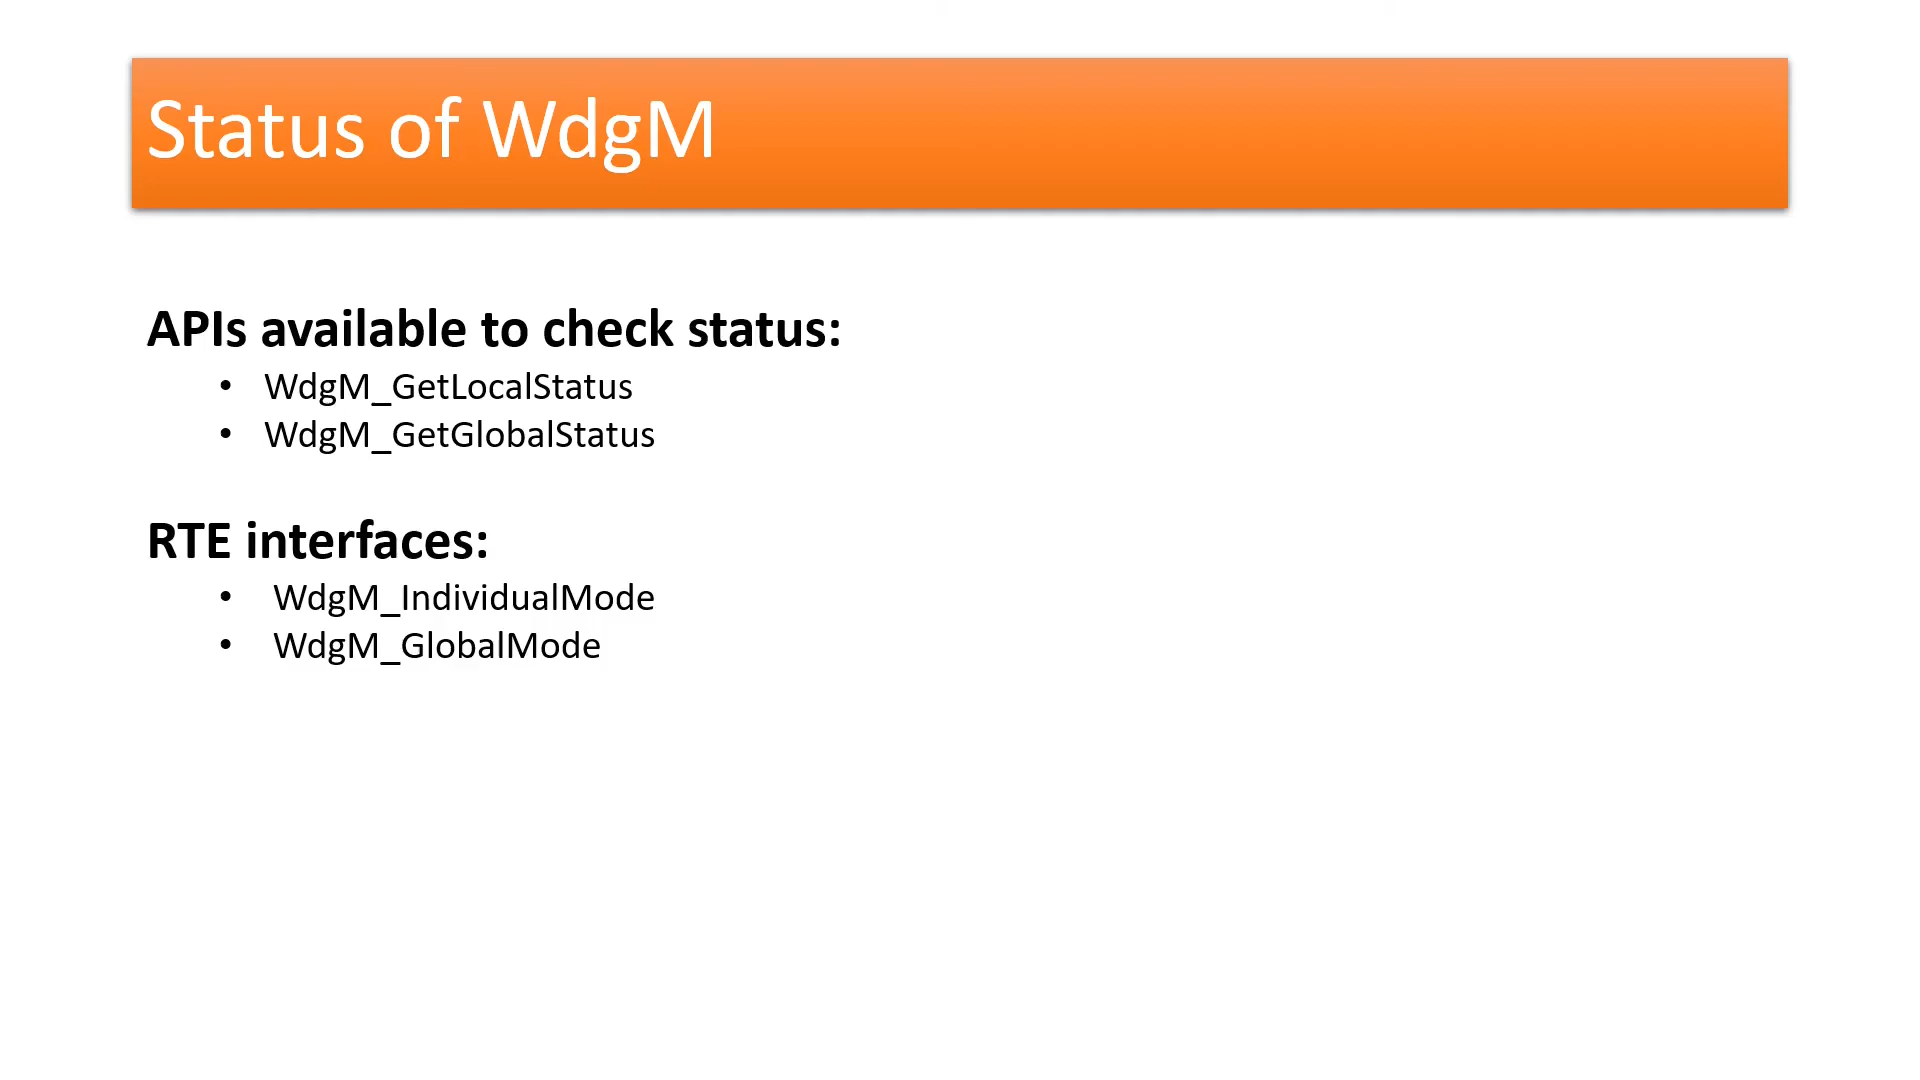 Status of WdgM
APIs available to check status:
• WdgM_GetLocalStatus
• WdgM_GetGlobalStatus
RTE interfaces:
• WdgM_IndividualMode
• WdgM_GlobalMode